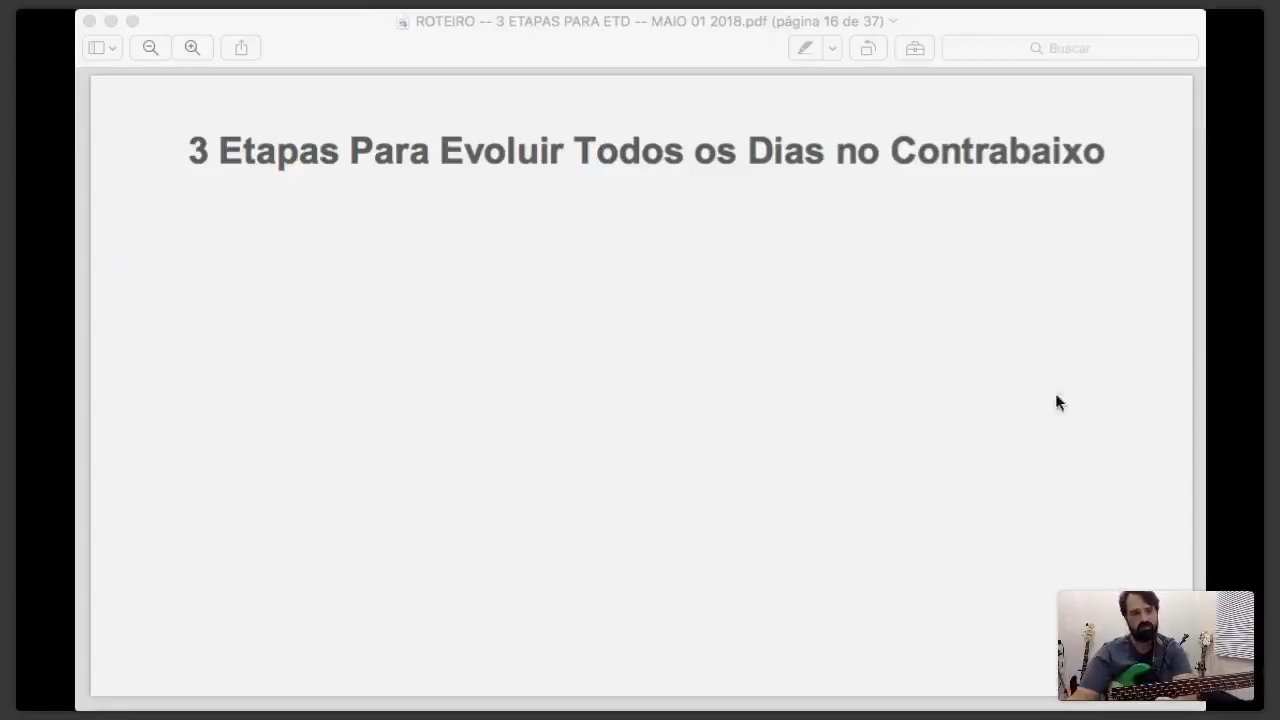 ROTEIRO -- 3 ETAPAS PARA ETD -- MAIO 01 2018.pdf (página 16 de 37)
Buscar
3 Etapas Para Evoluir Todos os Dias no Contrabaixo